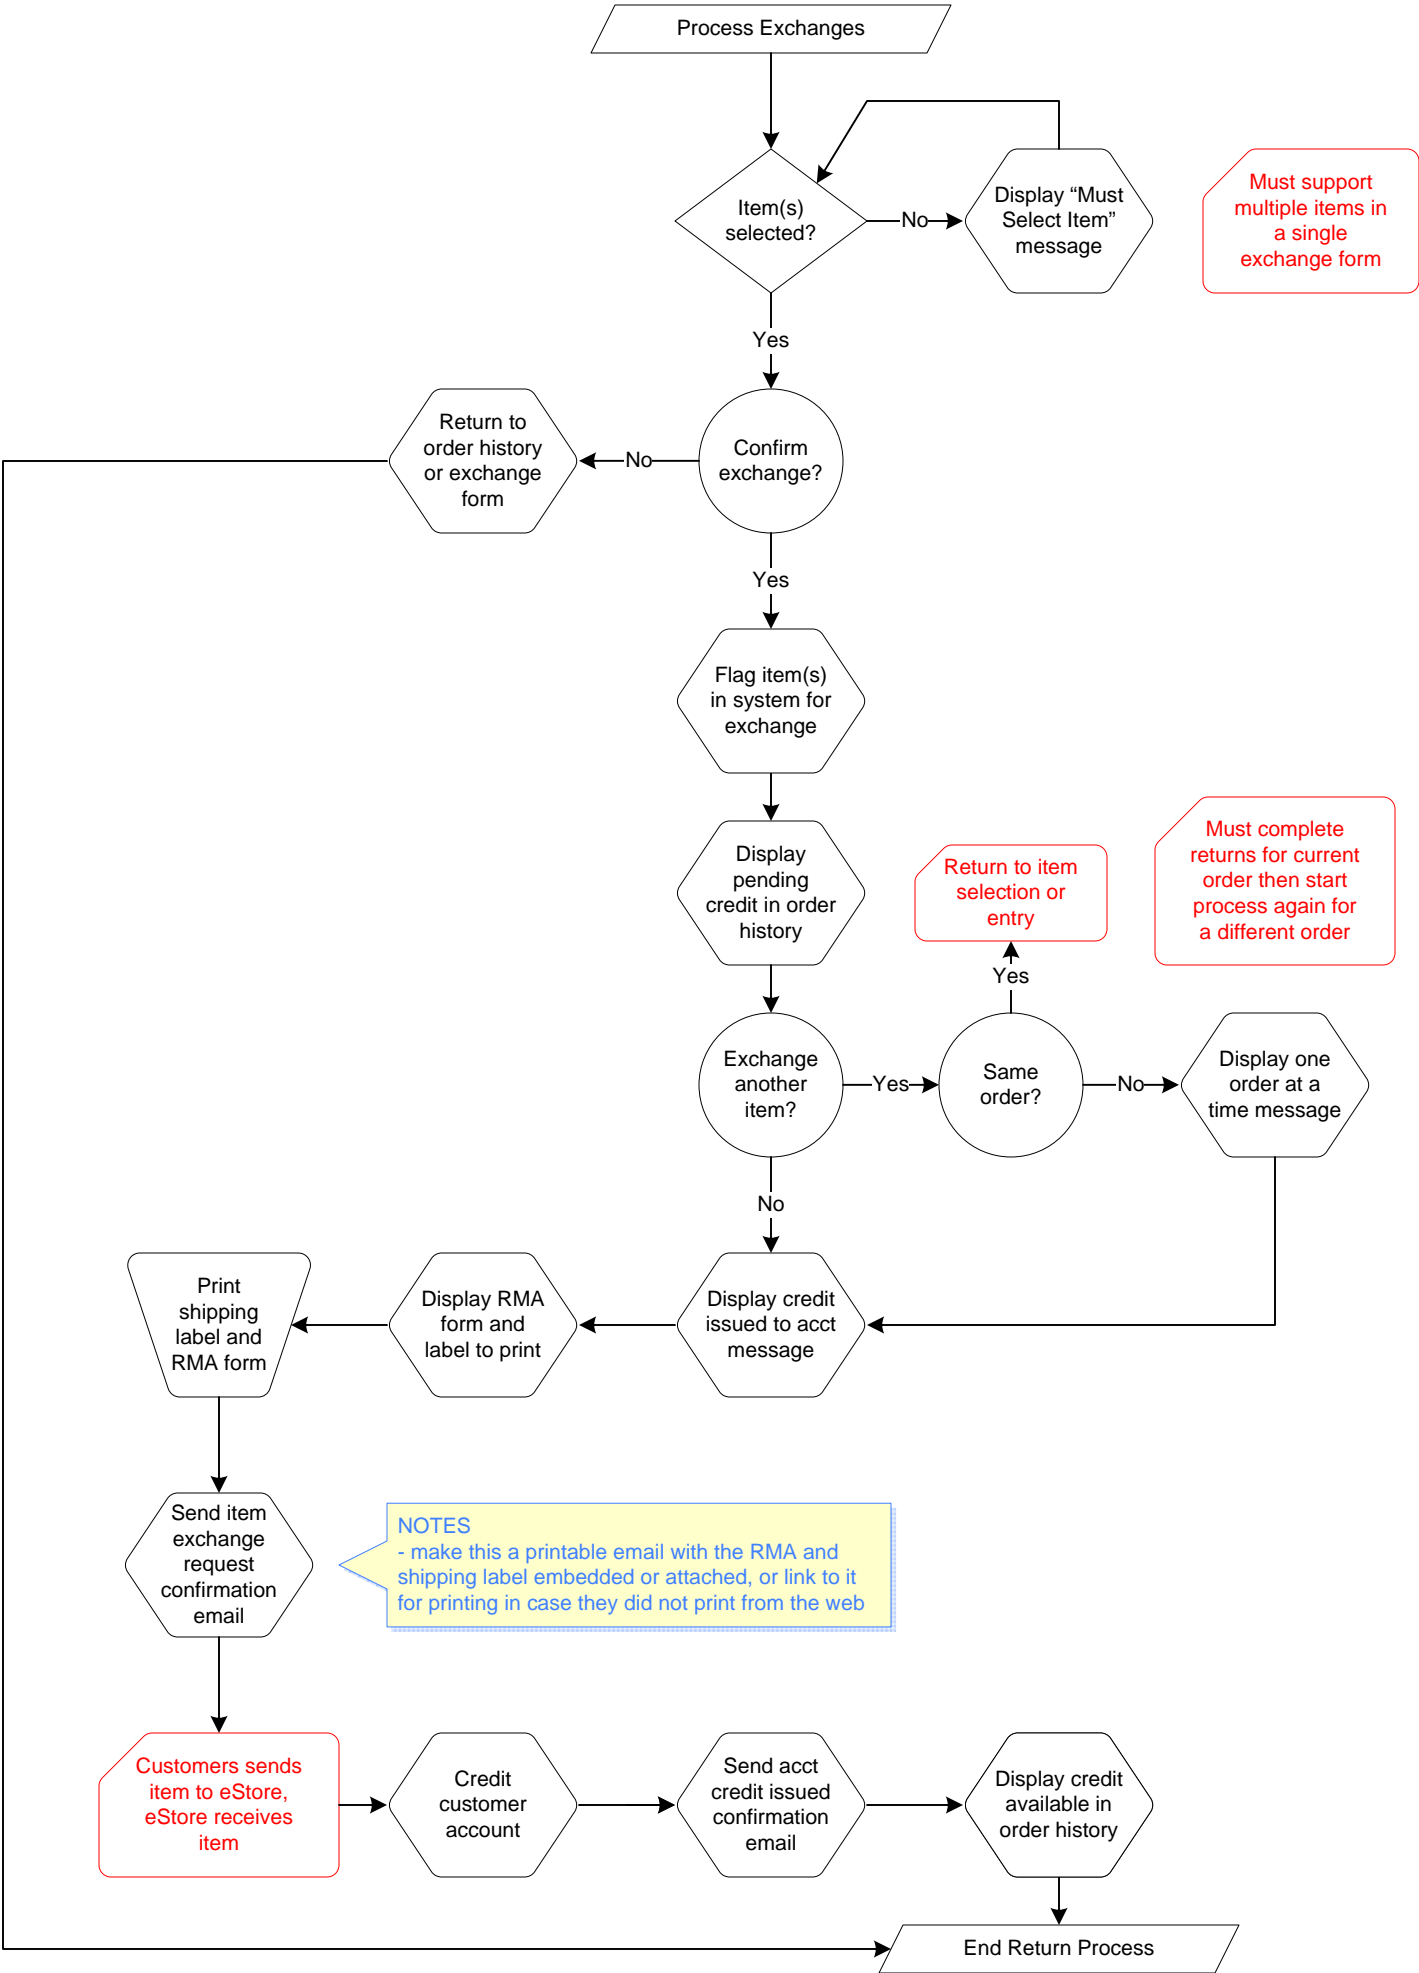 Process Exchanges
Item(s)
selected?
No
Display “Must
Select Item”
message
Must support
multiple items in
a single
exchange form
Yes
Return to
order history
or exchange
form
No
Confirm
exchange?
Yes
Flag item(s)
in system for
exchange
Display
pending
credit in order
history
Return to item
selection or
entry
Must complete
returns for current
order then start
process again for
a different order
Yes
Exchange
another
item?
Yes
Same
order?
No
Display one
order at a
time message
No
Print
shipping
label and
RMA form
Display RMA
form and
label to print
Display credit
issued to acct
message
Send item
exchange
request
confirmation
email
NOTES
- make this a printable email with the RMA and
shipping label embedded or attached, or link to it
for printing in case they did not print from the web
Customers sends
item to eStore,
eStore receives
item
Credit
customer
account
Send acct
credit issued
confirmation
email
Display credit
available in
order history
End Return Process